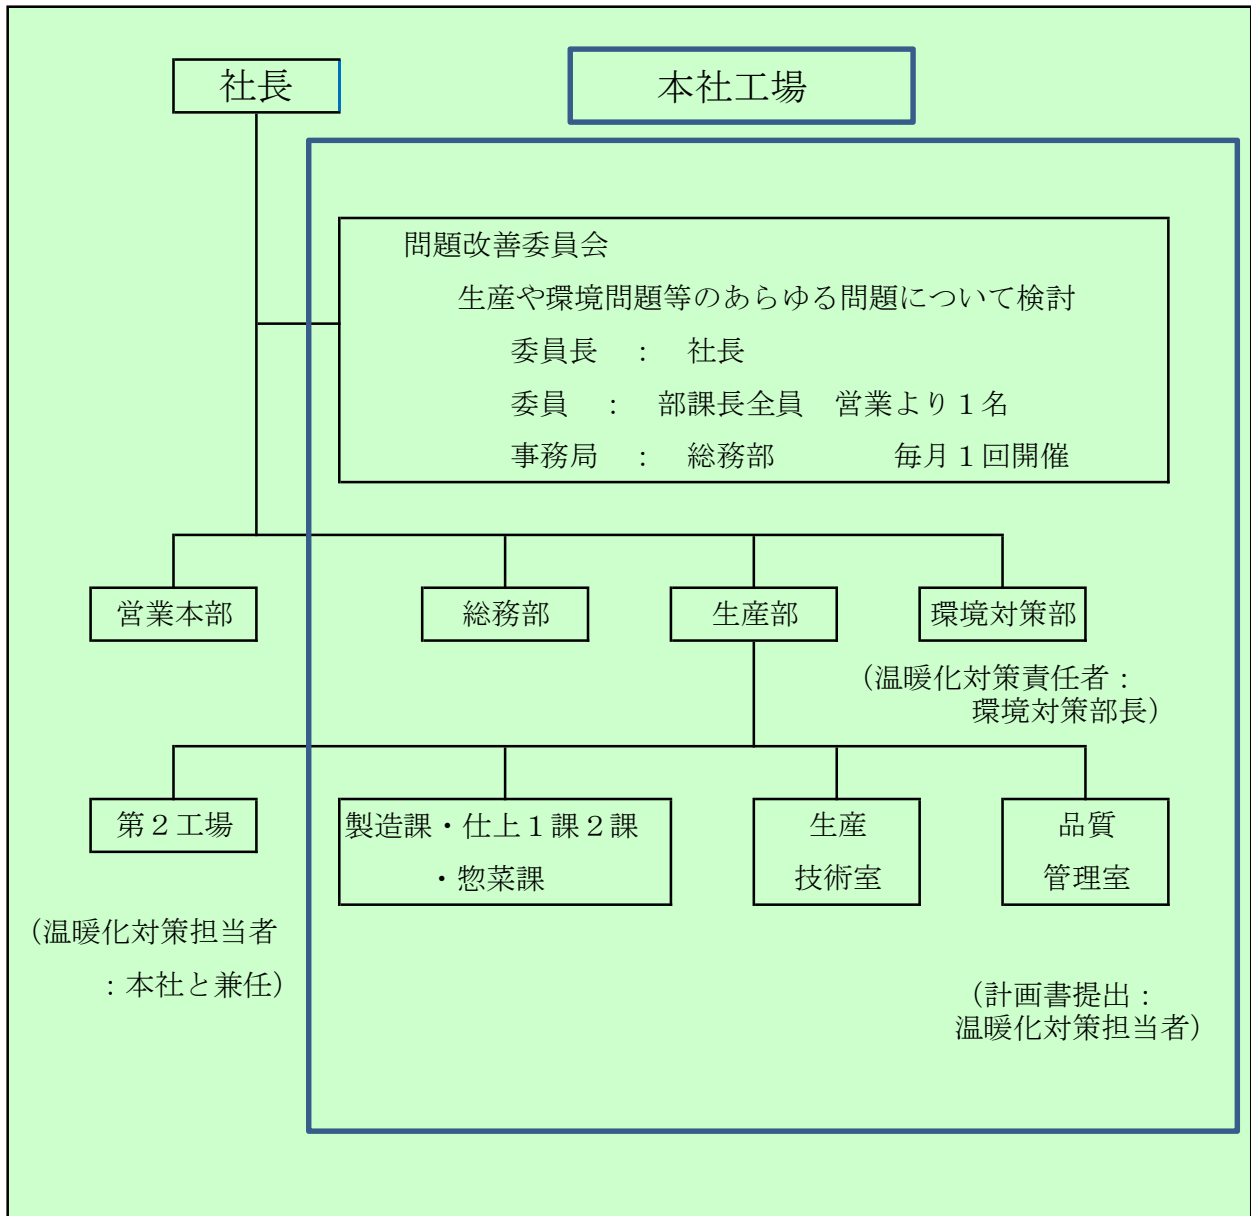 社長
本社工場
問題改善委員会
生産や環境問題等のあらゆる問題について検討
委員長 : 社長
委員 : 部課長全員 営業より1名
事務局 : 総務部 毎月1回開催
営業本部
総務部
生産部
環境対策部
(温暖化対策責任者:
環境対策部長)
第2工場
製造課・仕上1課2課
・惣菜課
生産
技術室
品質
管理室
(温暖化対策担当者
:本社と兼任)
(計画書提出:
温暖化対策担当者)